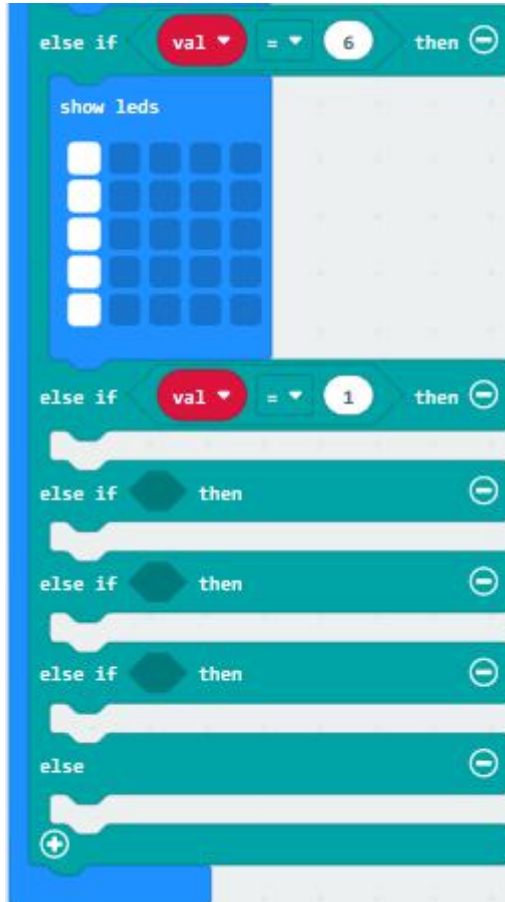 else if val = 6 then
show leds
else if val = 1 then
else if then
else if then
else if then
else